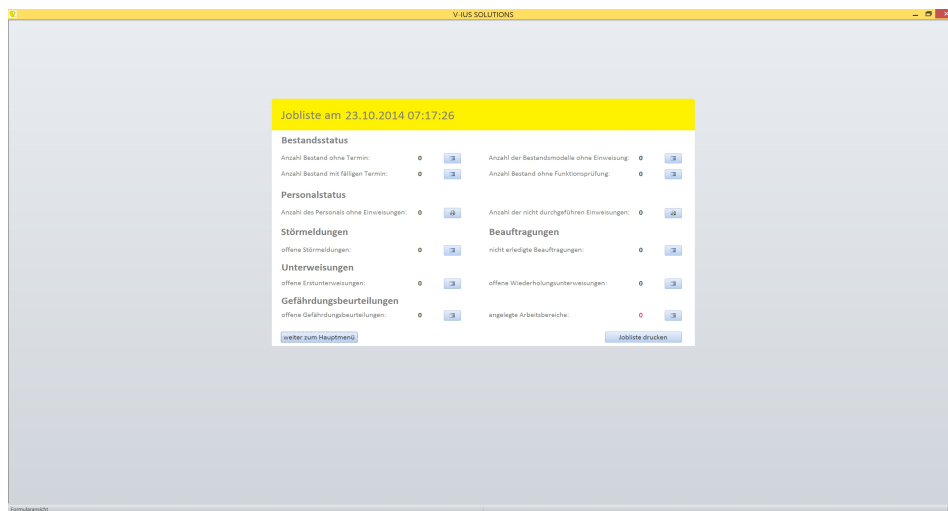 V-IUS SOLUTIONS
Jobliste am 23.10.2014 07:17:26
Bestandsstatus
Anzahl Bestand ohne Termin: 0 Anzahl der Bestandsmodelle ohne Einweisung: 0
Anzahl Bestand mit fälligen Termin: 0 Anzahl Bestand ohne Funktionsprüfung: 0
Personalstatus
Anzahl des Personals ohne Einweisungen: 0 Anzahl der nicht durchgeführen Einweisungen: 0
Störmeldungen Beauftragungen
offene Störmeldungen: 0 nicht erledigte Beauftragungen: 0
Unterweisungen
offene Erstunterweisungen: 0 offene Wiederholungsunterweisungen: 0
Gefährdungsbeurteilungen
offene Gefährdungsbeurteilungen: 0 angelegte Arbeitsbereiche: 0
weiter zum Hauptmenü Jobliste drucken
Formularansicht